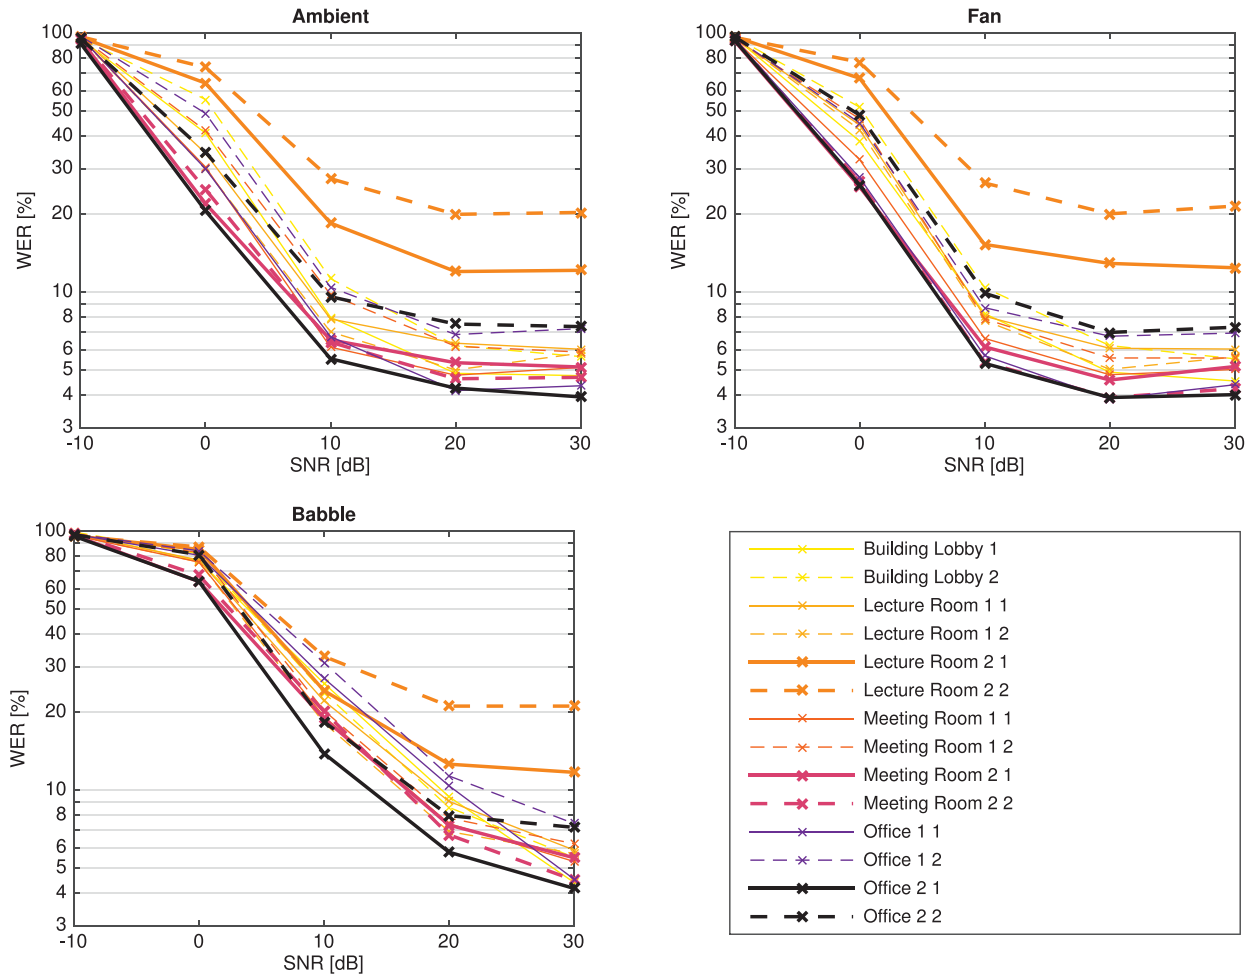 Ambient
100
80
60
50
40
30
20
10
8
6
5
4
3
WER [%]
-10 0 10 20 30
SNR [dB]
Fan
100
80
60
50
40
30
20
10
8
6
5
4
3
WER [%]
-10 0 10 20 30
SNR [dB]
Babble
100
80
60
50
40
30
20
10
8
6
5
4
3
WER [%]
-10 0 10 20 30
SNR [dB]
Building Lobby 1
Building Lobby 2
Lecture Room 1 1
Lecture Room 1 2
Lecture Room 2 1
Lecture Room 2 2
Meeting Room 1 1
Meeting Room 1 2
Meeting Room 2 1
Meeting Room 2 2
Office 1 1
Office 1 2
Office 2 1
Office 2 2